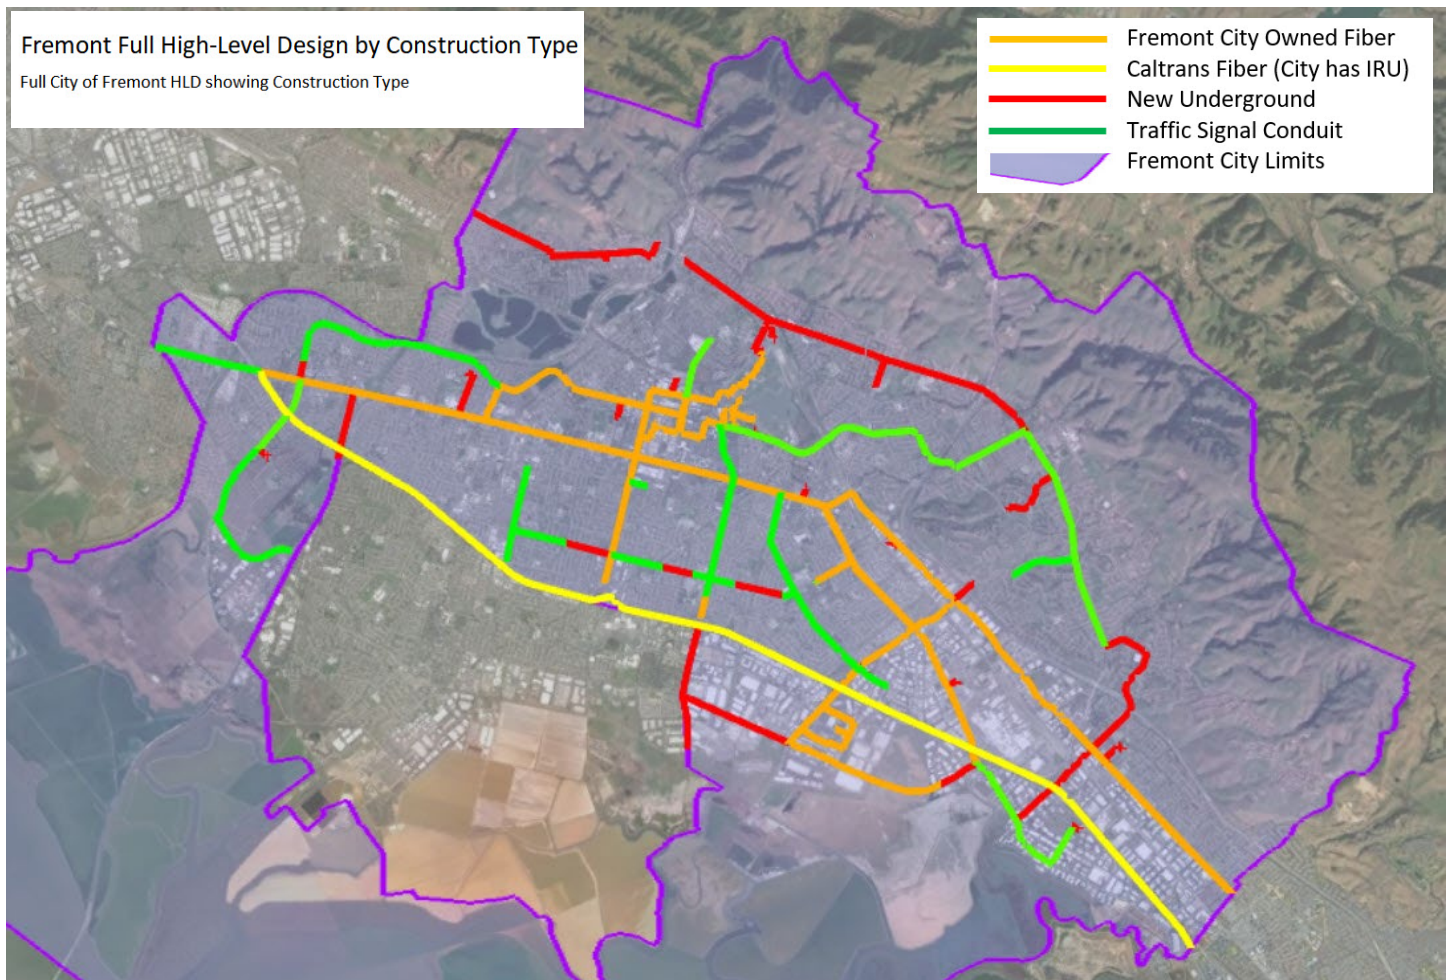 Fremont Full High-Level Design by Construction Type
Full City of Fremont HLD showing Construction Type
Fremont City Owned Fiber
Caltrans Fiber (City has IRU)
New Underground
Traffic Signal Conduit
Fremont City Limits